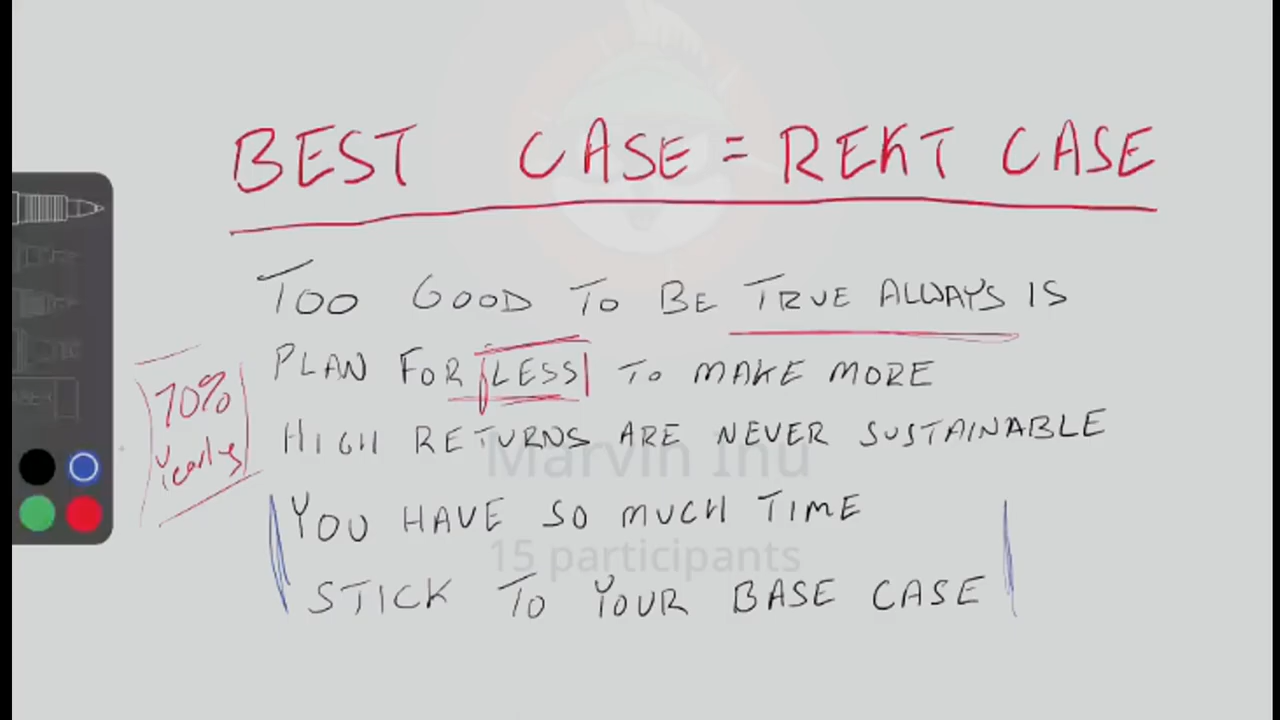 BEST CASE = REKT CASE
TOO GOOD TO BE TRUE ALWAYS IS
PLAN FOR LESS TO MAKE MORE
70% Yearly
HIGH RETURNS ARE NEVER SUSTAINABLE
Marvin Inu
YOU HAVE SO MUCH TIME
15 participants
STICK TO YOUR BASE CASE